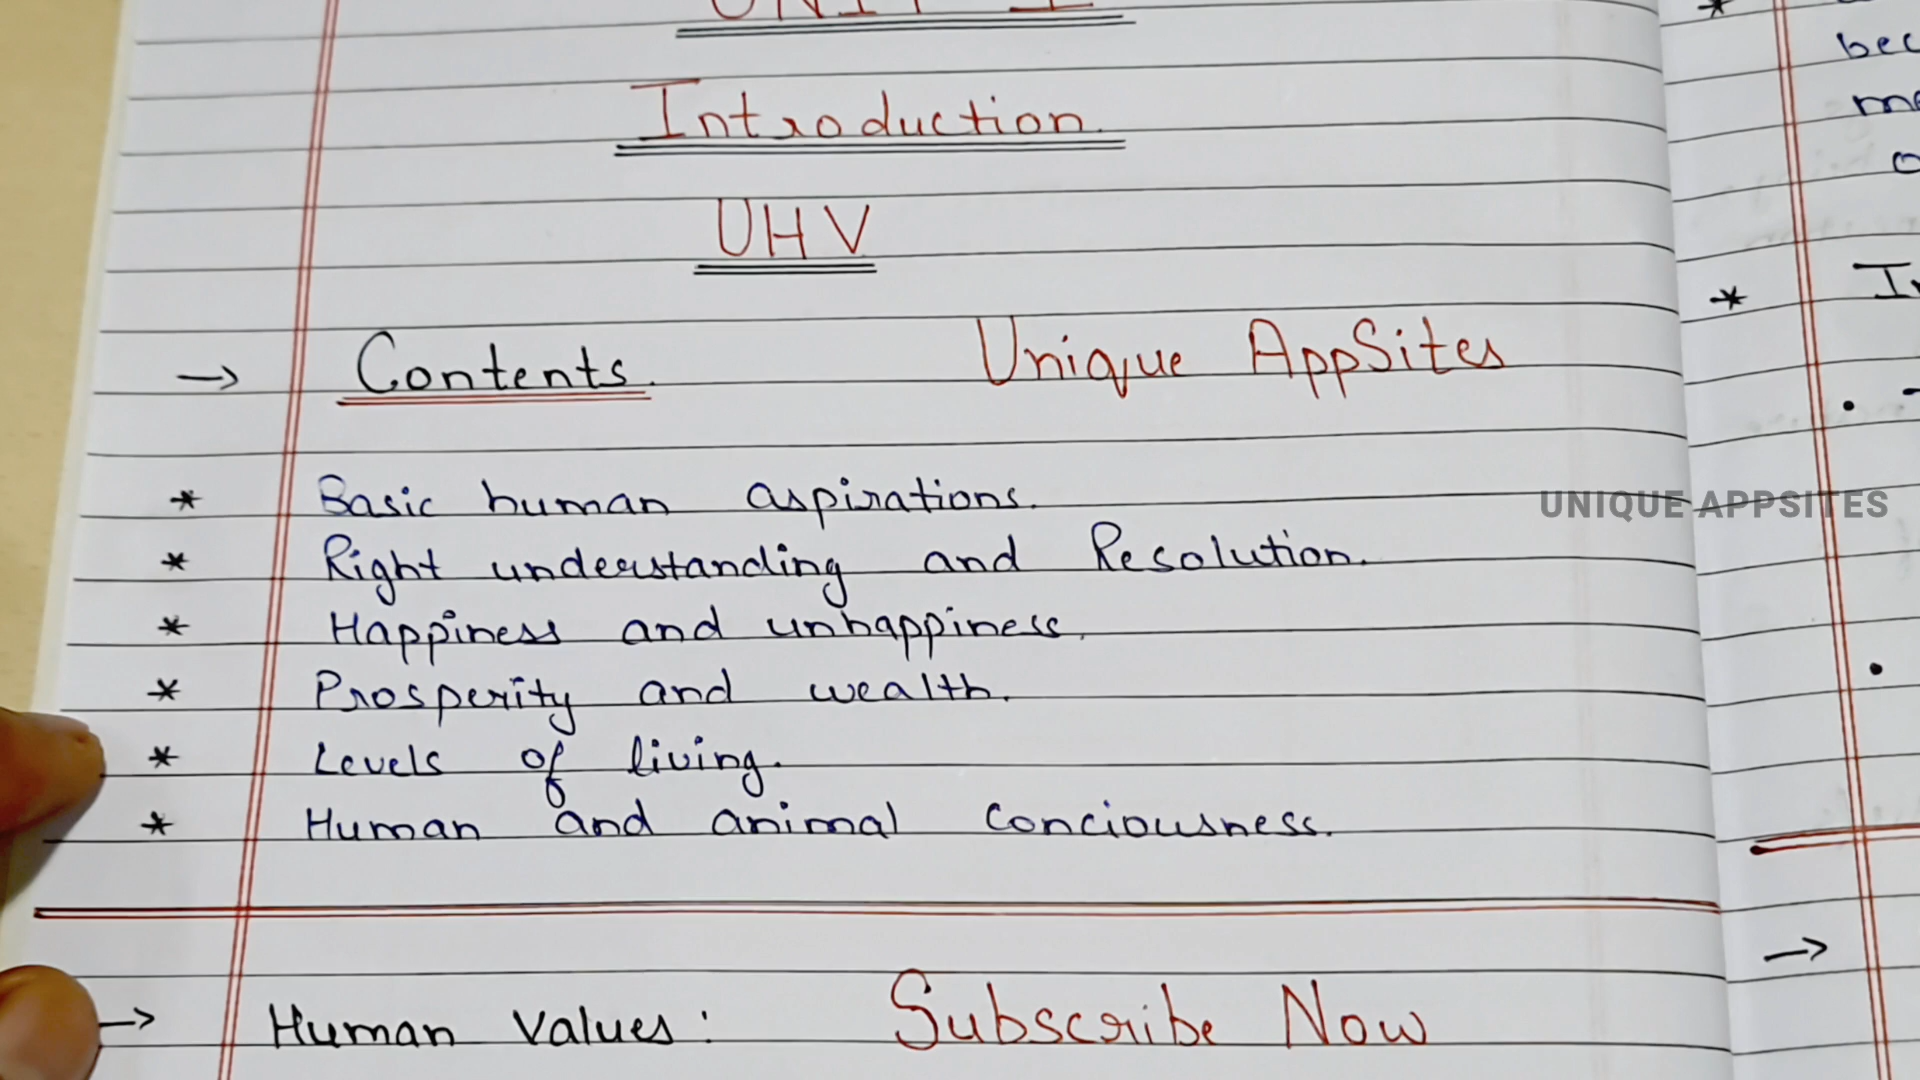 UNIT - I
Introduction.
UHV
→ Contents. Unique AppSites
* Basic human aspirations.
* Right understanding and Resolution.
* Happiness and unhappiness.
* Prosperity and wealth.
* Levels of living.
* Human and animal Conciousness.
→ Human Values: Subscribe Now
UNIQUE APPSITES